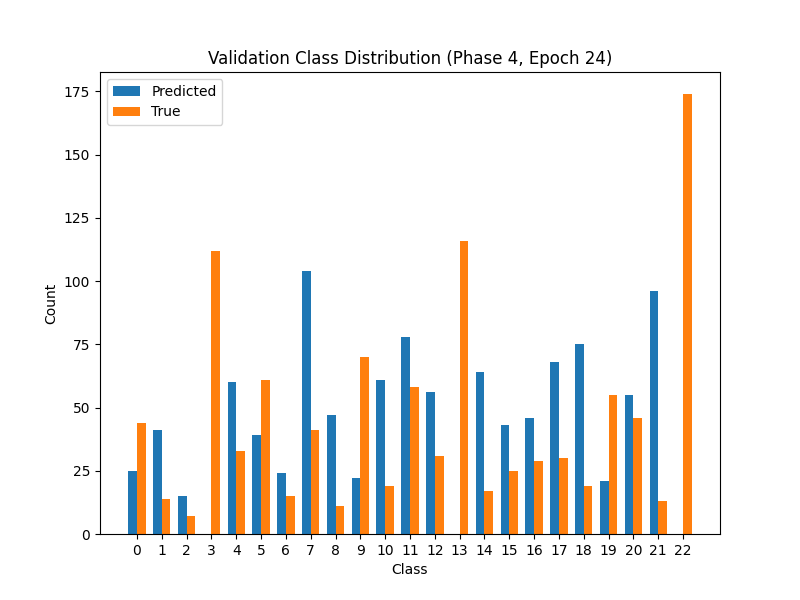 Validation Class Distribution (Phase 4, Epoch 24)
Predicted
True
175
150
125
100
75
50
25
0
Count
0 1 2 3 4 5 6 7 8 9 10 11 12 13 14 15 16 17 18 19 20 21 22
Class